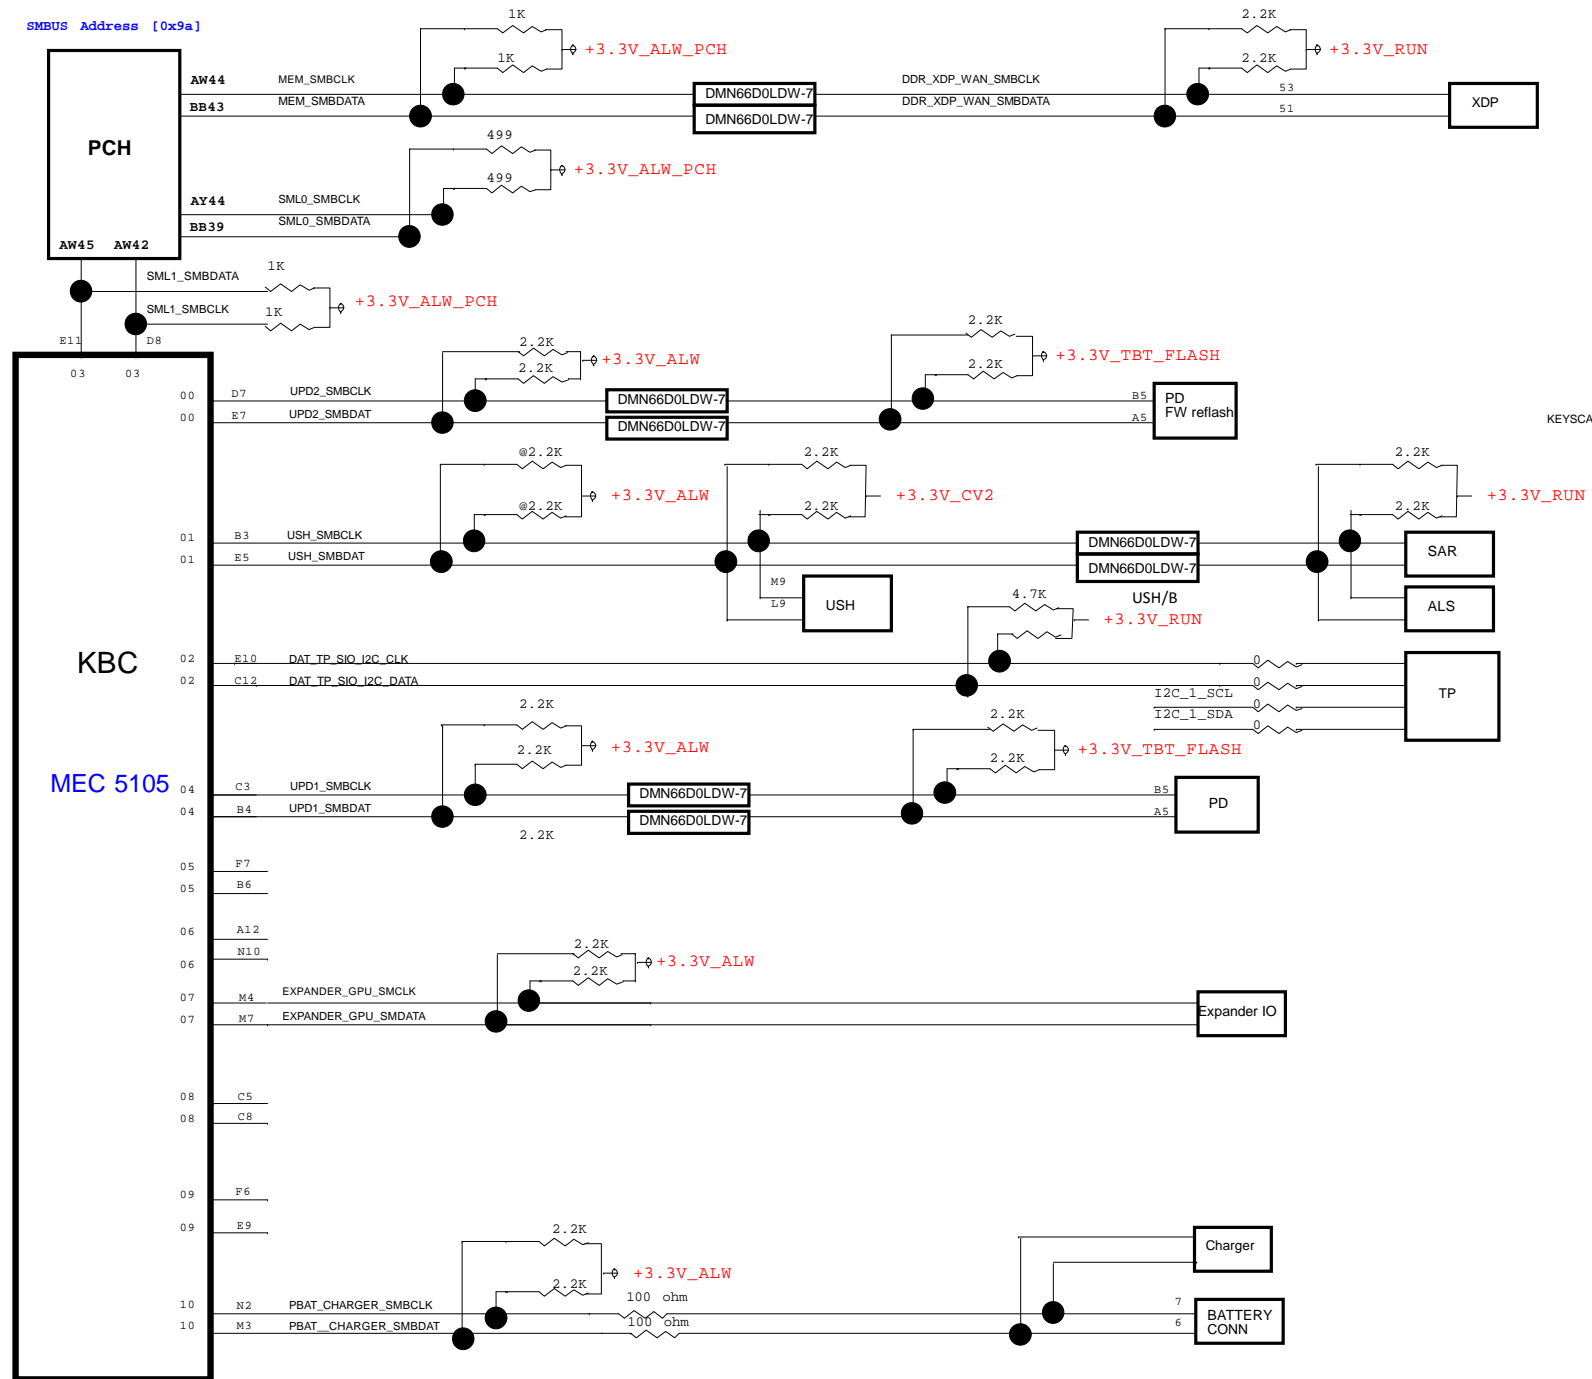 SMBUS Address [0x9a]
1K
+3.3V_ALW_PCH
1K
2.2K
+3.3V_RUN
2.2K
AW44
MEM_SMBCLK
DMN66D0LDW-7
DDR_XDP_WAN_SMBCLK
53
BB43
MEM_SMBDATA
DMN66D0LDW-7
DDR_XDP_WAN_SMBDATA
51
XDP
PCH
499
+3.3V_ALW_PCH
499
AY44
SML0_SMBCLK
BB39
SML0_SMBDATA
AW45
AW42
SML1_SMBDATA
1K
+3.3V_ALW_PCH
SML1_SMBCLK
1K
E11
D8
03
03
2.2K
+3.3V_ALW
2.2K
2.2K
+3.3V_TBT_FLASH
2.2K
00
D7
UPD2_SMBCLK
DMN66D0LDW-7
B5
00
E7
UPD2_SMBDAT
DMN66D0LDW-7
A5
PD
FW reflash
KEYSCA
@2.2K
+3.3V_ALW
@2.2K
2.2K
+3.3V_CV2
2.2K
2.2K
+3.3V_RUN
2.2K
01
B3
USH_SMBCLK
DMN66D0LDW-7
01
E5
USH_SMBDAT
DMN66D0LDW-7
SAR
M9
L9
USH
USH/B
ALS
4.7K
+3.3V_RUN
KBC
02
E10
DAT_TP_SIO_I2C_CLK
0
02
C12
DAT_TP_SIO_I2C_DATA
0
I2C_1_SCL
0
I2C_1_SDA
0
TP
2.2K
+3.3V_ALW
2.2K
2.2K
+3.3V_TBT_FLASH
2.2K
MEC 5105
04
C3
UPD1_SMBCLK
DMN66D0LDW-7
B5
04
B4
UPD1_SMBDAT
DMN66D0LDW-7
A5
PD
2.2K
05
F7
05
B6
06
A12
06
N10
2.2K
+3.3V_ALW
2.2K
07
M4
EXPANDER_GPU_SMCLK
07
M7
EXPANDER_GPU_SMDATA
Expander IO
08
C5
08
C8
09
F6
09
E9
2.2K
+3.3V_ALW
2.2K
Charger
10
N2
PBAT_CHARGER_SMBCLK
100 ohm
7
10
M3
PBAT__CHARGER_SMBDAT
100 ohm
6
BATTERY
CONN